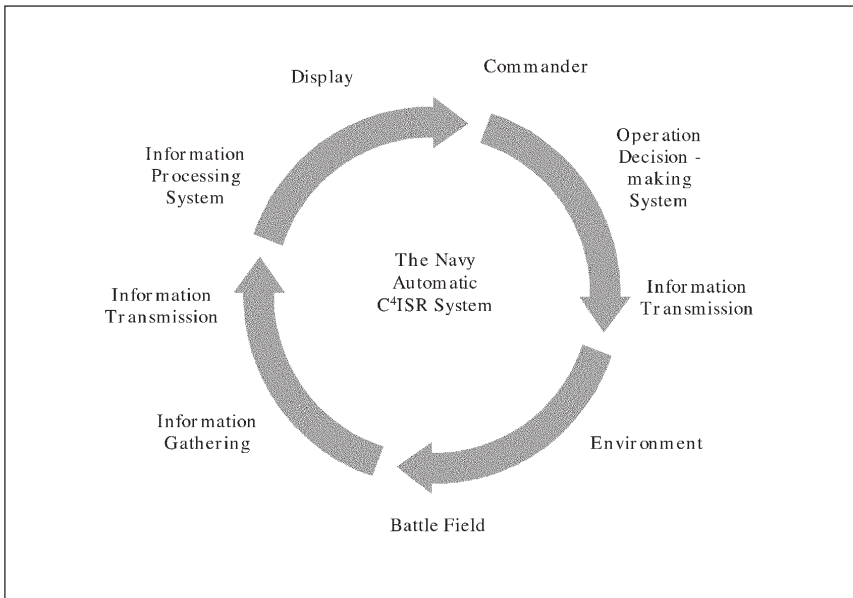 Display
Commander
Information
Processing
System
Operation
Decision -
making
System
The Navy
Automatic
C⁴ISR System
Information
Transmission
Information
Transmission
Information
Gathering
Environment
Battle Field